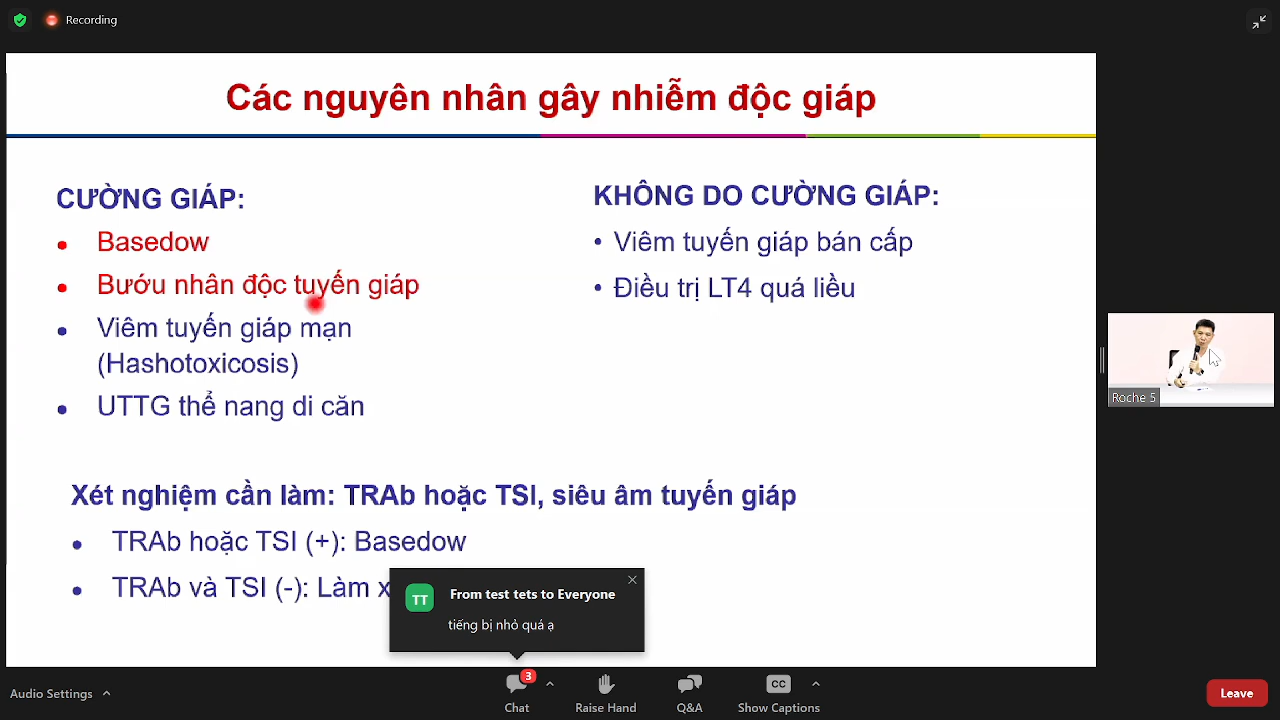 Recording
Các nguyên nhân gây nhiễm độc giáp
CƯỜNG GIÁP:
• Basedow
• Bướu nhân độc tuyến giáp
• Viêm tuyến giáp mạn
(Hashotoxicosis)
• UTTG thể nang di căn
KHÔNG DO CƯỜNG GIÁP:
• Viêm tuyến giáp bán cấp
• Điều trị LT4 quá liều
Xét nghiệm cần làm: TRAb hoặc TSI, siêu âm tuyến giáp
• TRAb hoặc TSI (+): Basedow
• TRAb và TSI (-): Làm x
TT
From test tets to Everyone
tiếng bị nhỏ quá ạ
Roche 5
Audio Settings
3
Chat
Raise Hand
Q&A
CC
Show Captions
Leave